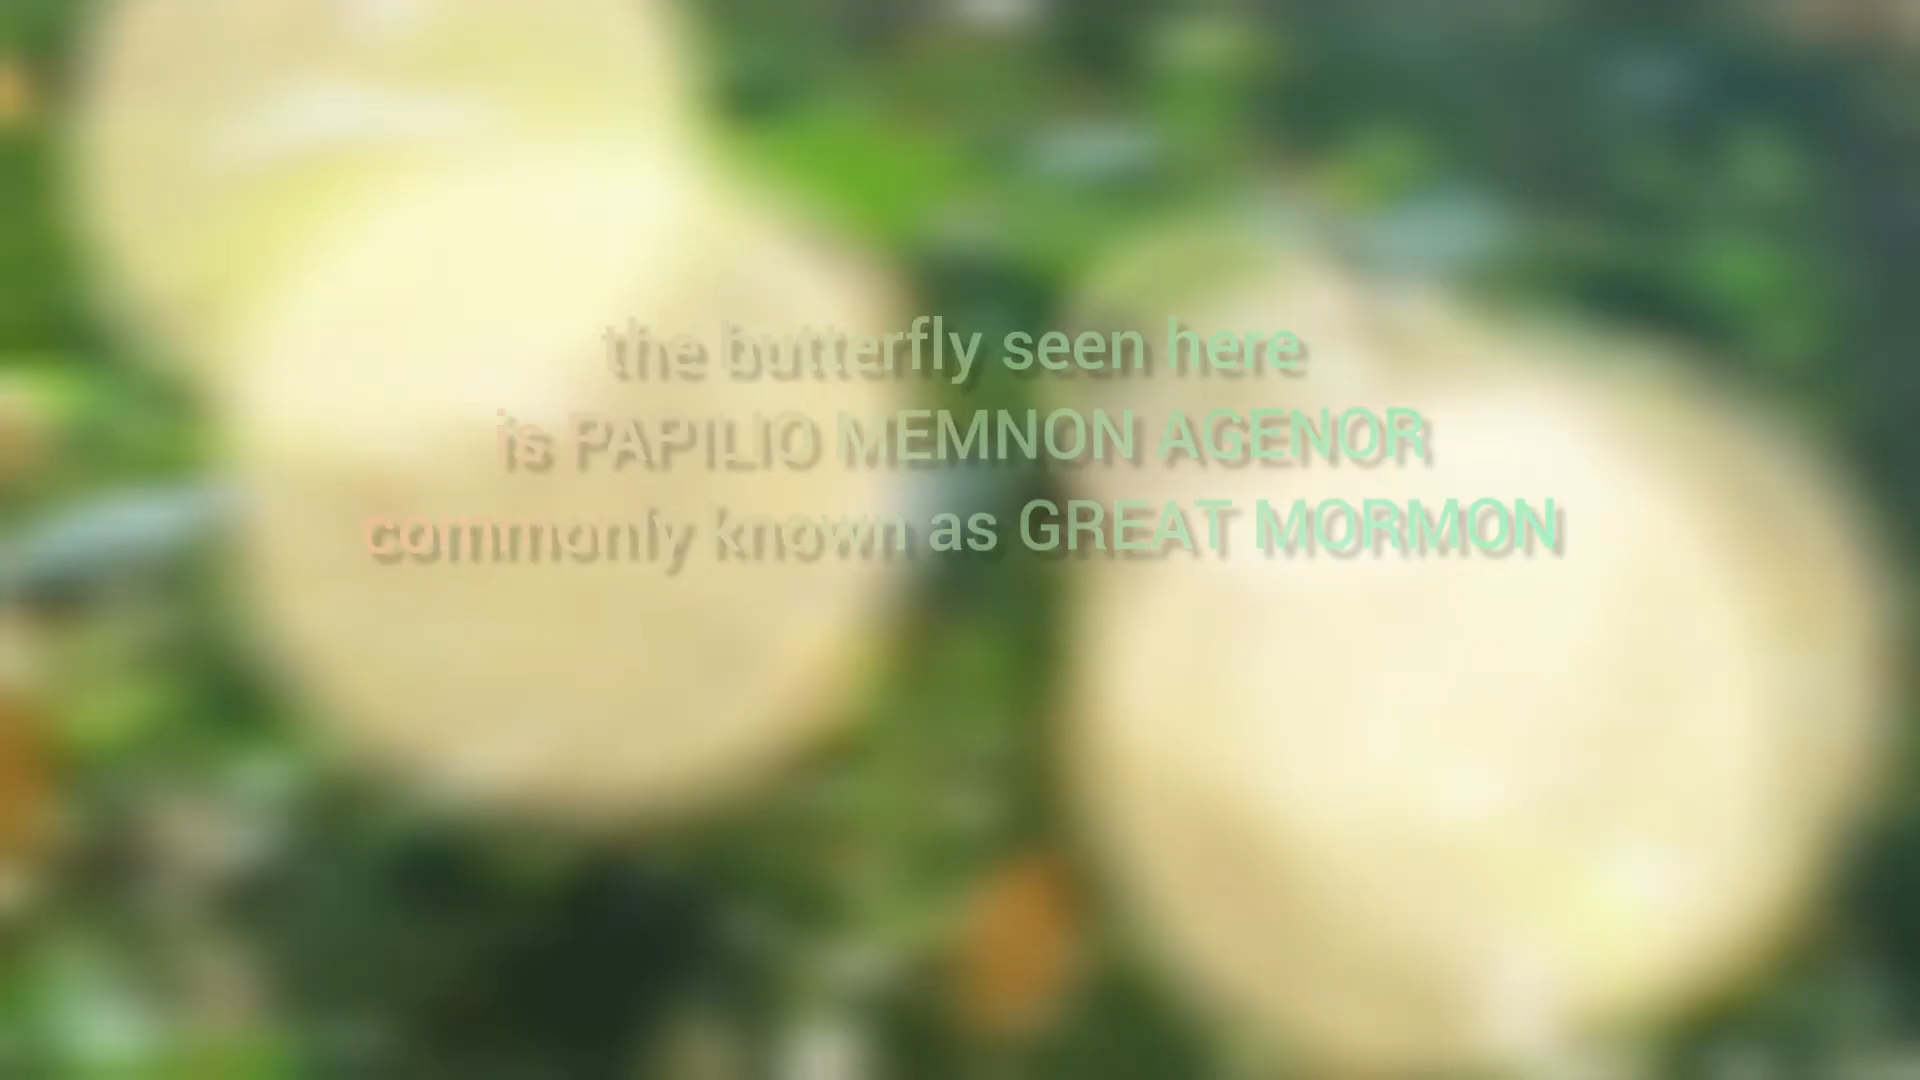 the butterfly seen here
is PAPILIO MEMNON AGENOR
commonly known as GREAT MORMON